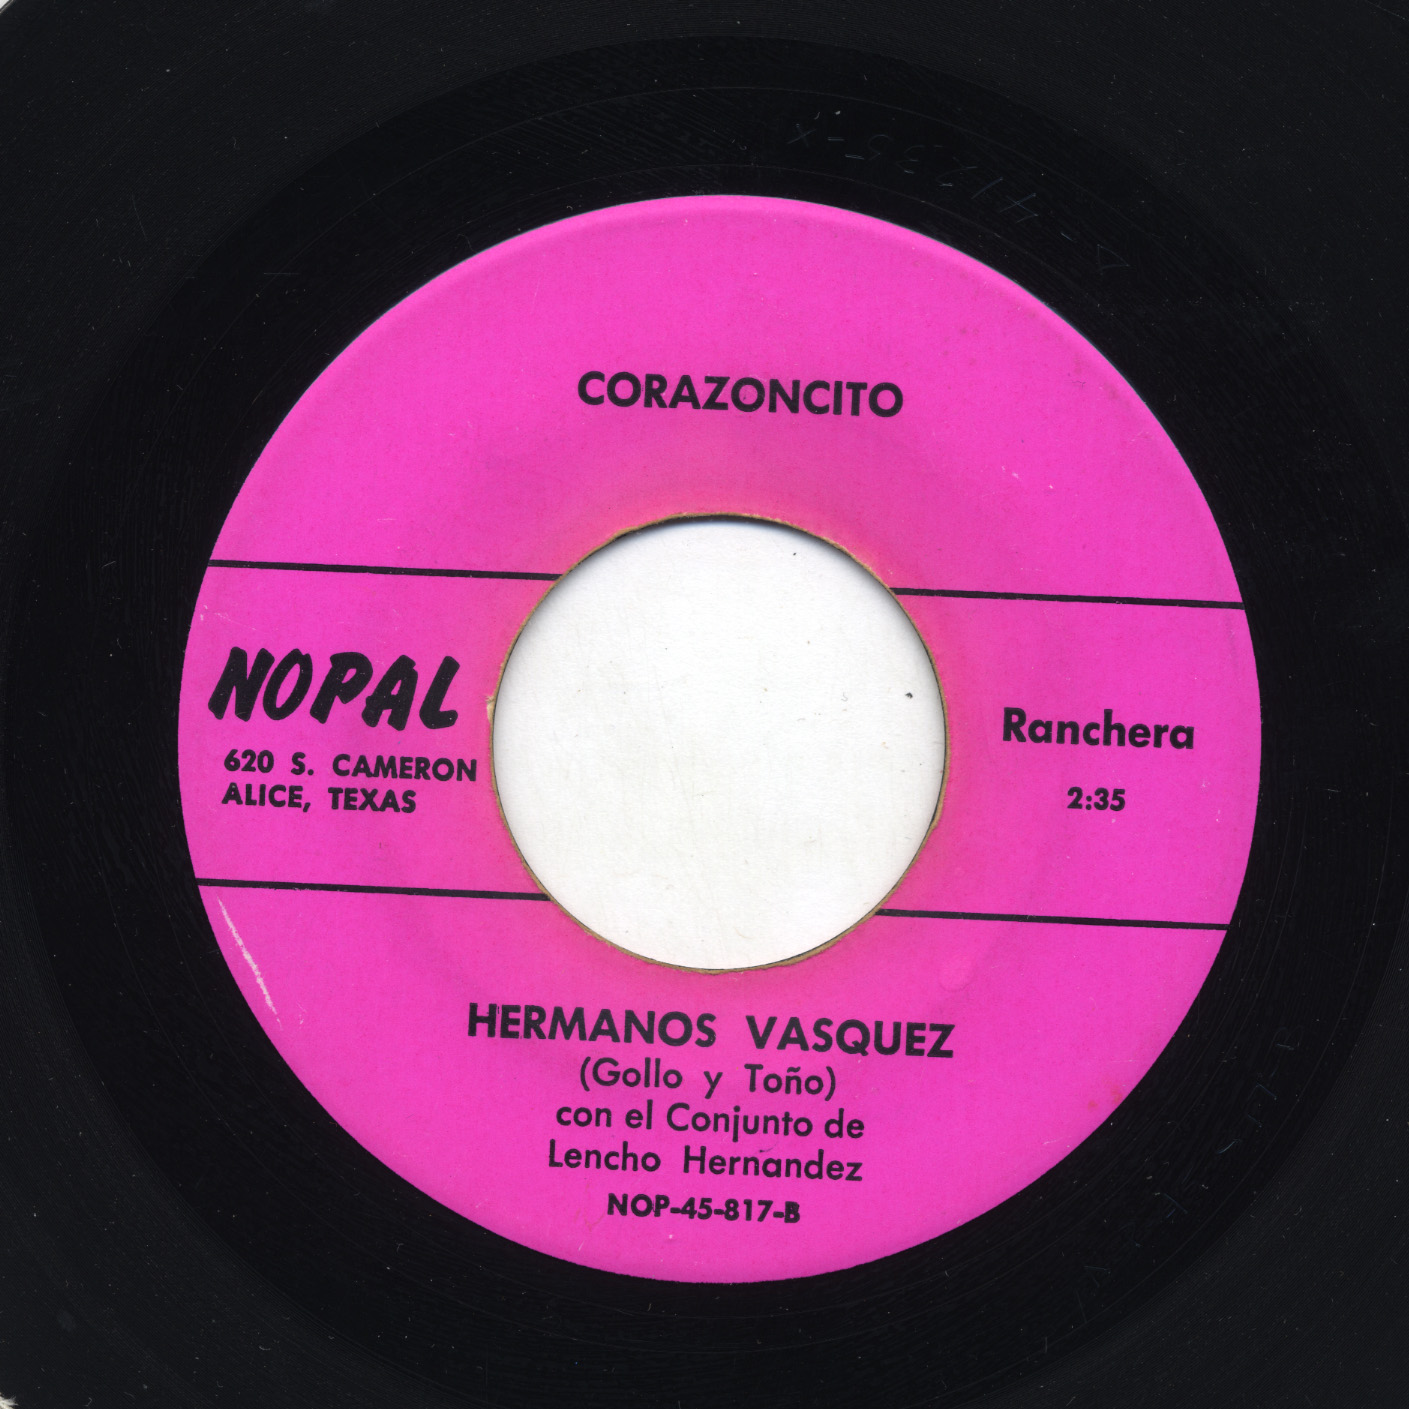 CORAZONCITO
NOPAL
620 S. CAMERON
ALICE, TEXAS
Ranchera
2:35
HERMANOS VASQUEZ
(Gollo y Toño)
con el Conjunto de
Lencho Hernandez
NOP-45-817-B